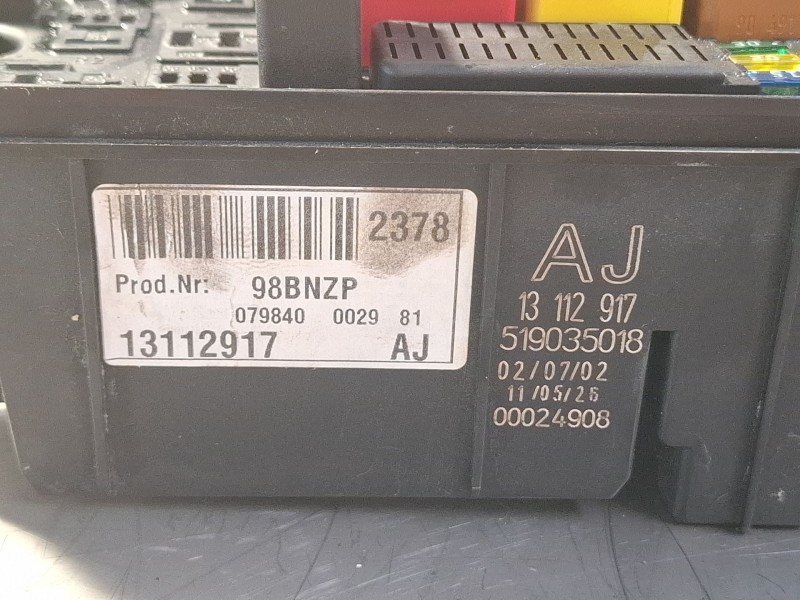 2378
Prod.Nr: 98BNZP
079840 0029 81
13112917 AJ
AJ
13 112 917
519035018
02/07/02
11/05/26
00024908